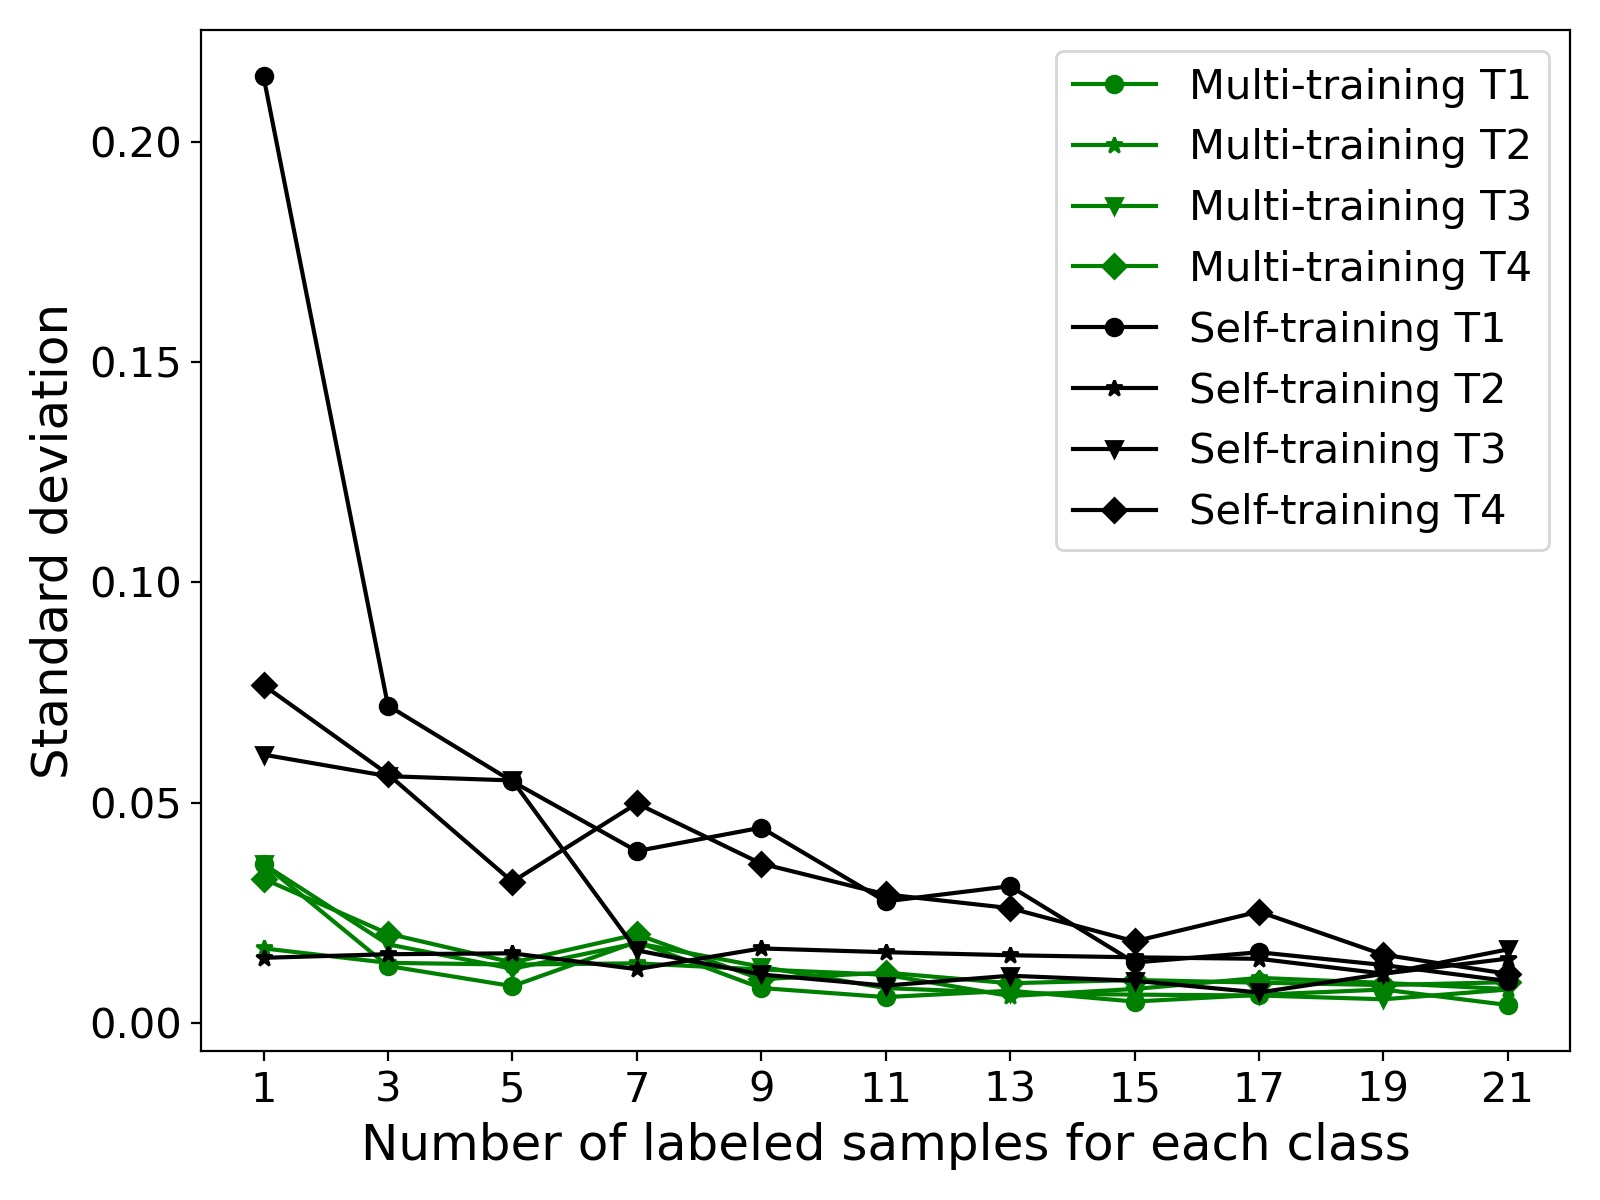 Standard deviation
0.20
0.15
0.10
0.05
0.00
1 3 5 7 9 11 13 15 17 19 21
Number of labeled samples for each class
Multi-training T1
Multi-training T2
Multi-training T3
Multi-training T4
Self-training T1
Self-training T2
Self-training T3
Self-training T4